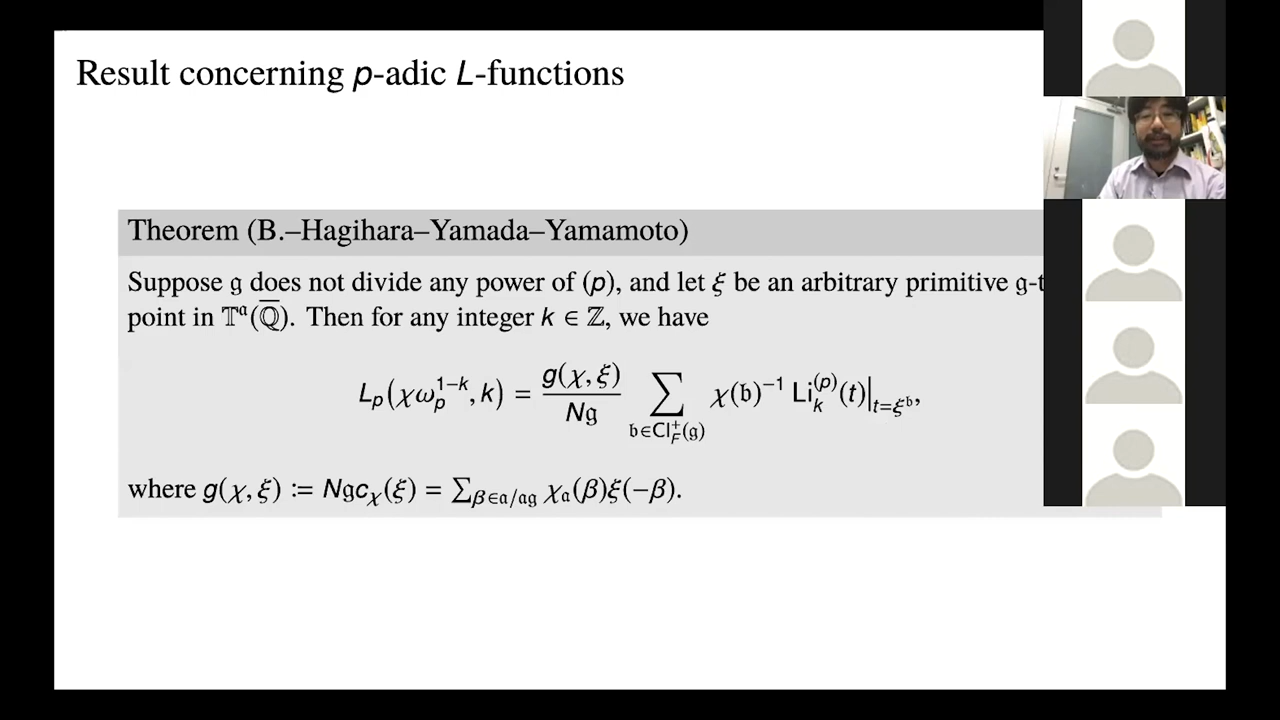 Result concerning p-adic L-functions
Theorem (B.–Hagihara–Yamada–Yamamoto)
Suppose 𝔤 does not divide any power of (p), and let ξ be an arbitrary primitive 𝔤-t
point in 𝕋^𝔞(ℚ̅). Then for any integer k ∈ ℤ, we have
L_p(χω_p^{1−k}, k) = g(χ, ξ)/N𝔤 ∑_{𝔟∈Cl_F^+(𝔤)} χ(𝔟)^{−1} Li_k^{(p)}(t)|_{t=ξ^𝔟},
where g(χ, ξ) ≔ N𝔤c_χ(ξ) = ∑_{β∈𝔞/𝔞𝔤} χ_𝔞(β)ξ(−β).